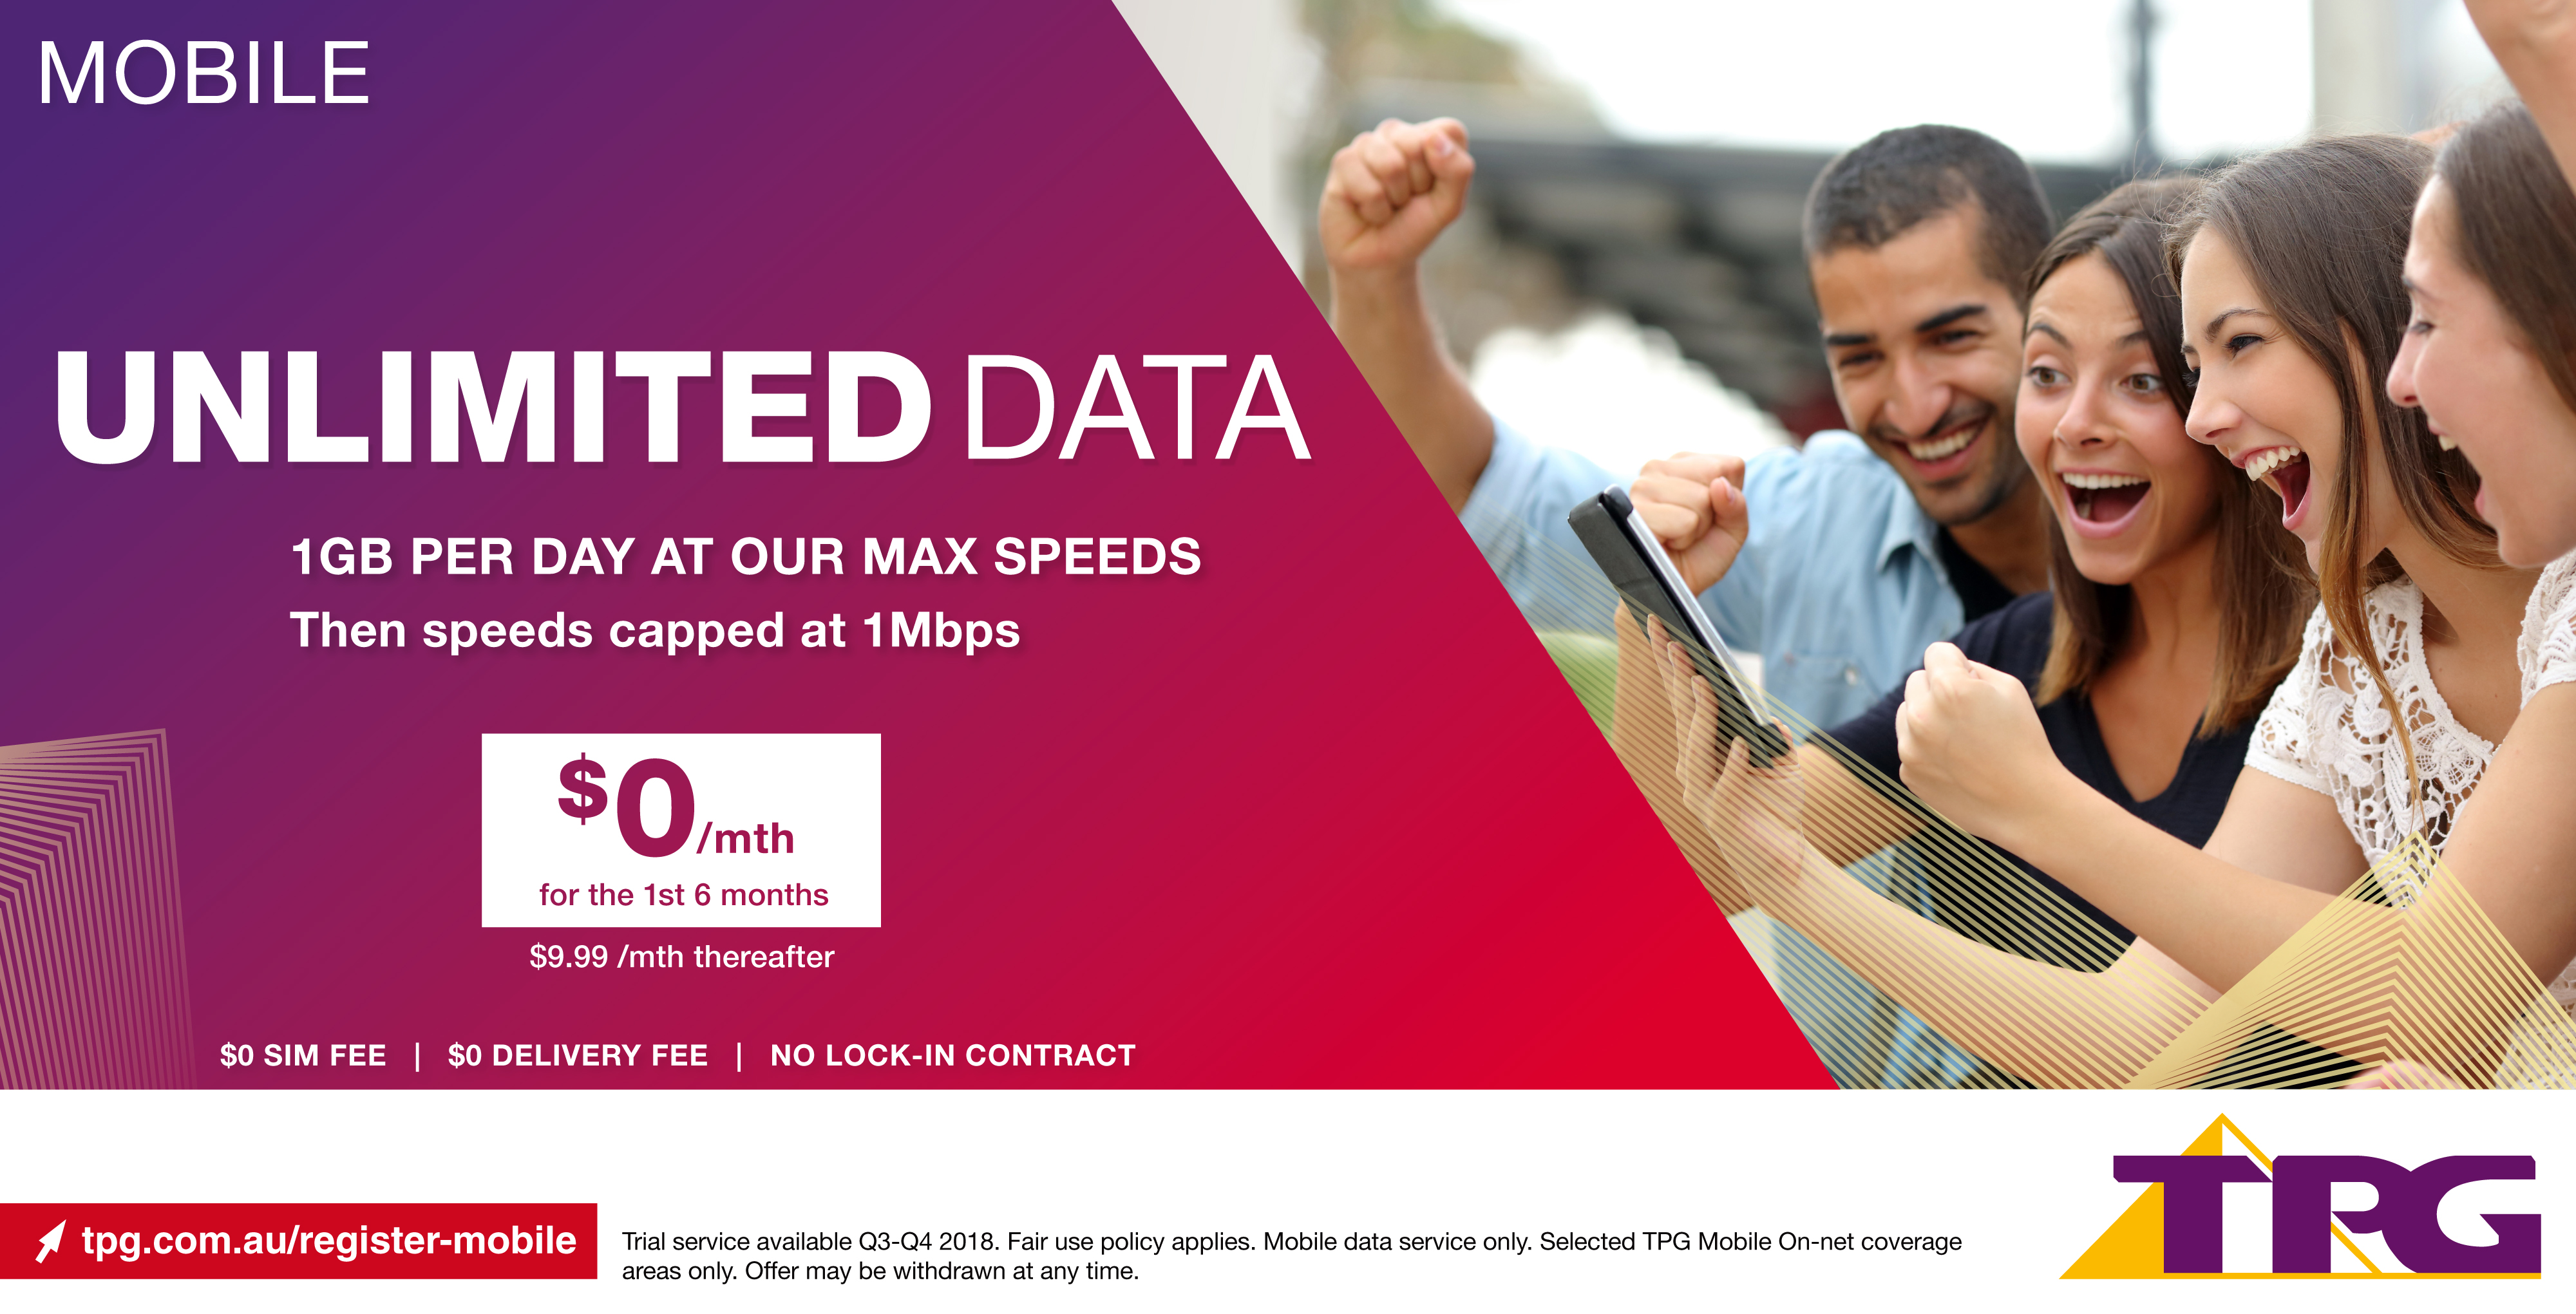 MOBILE
UNLIMITED DATA
1GB PER DAY AT OUR MAX SPEEDS
Then speeds capped at 1Mbps
$0/mth
for the 1st 6 months
$9.99 /mth thereafter
$0 SIM FEE | $0 DELIVERY FEE | NO LOCK-IN CONTRACT
tpg.com.au/register-mobile
Trial service available Q3-Q4 2018. Fair use policy applies. Mobile data service only. Selected TPG Mobile On-net coverage
areas only. Offer may be withdrawn at any time.
TPG